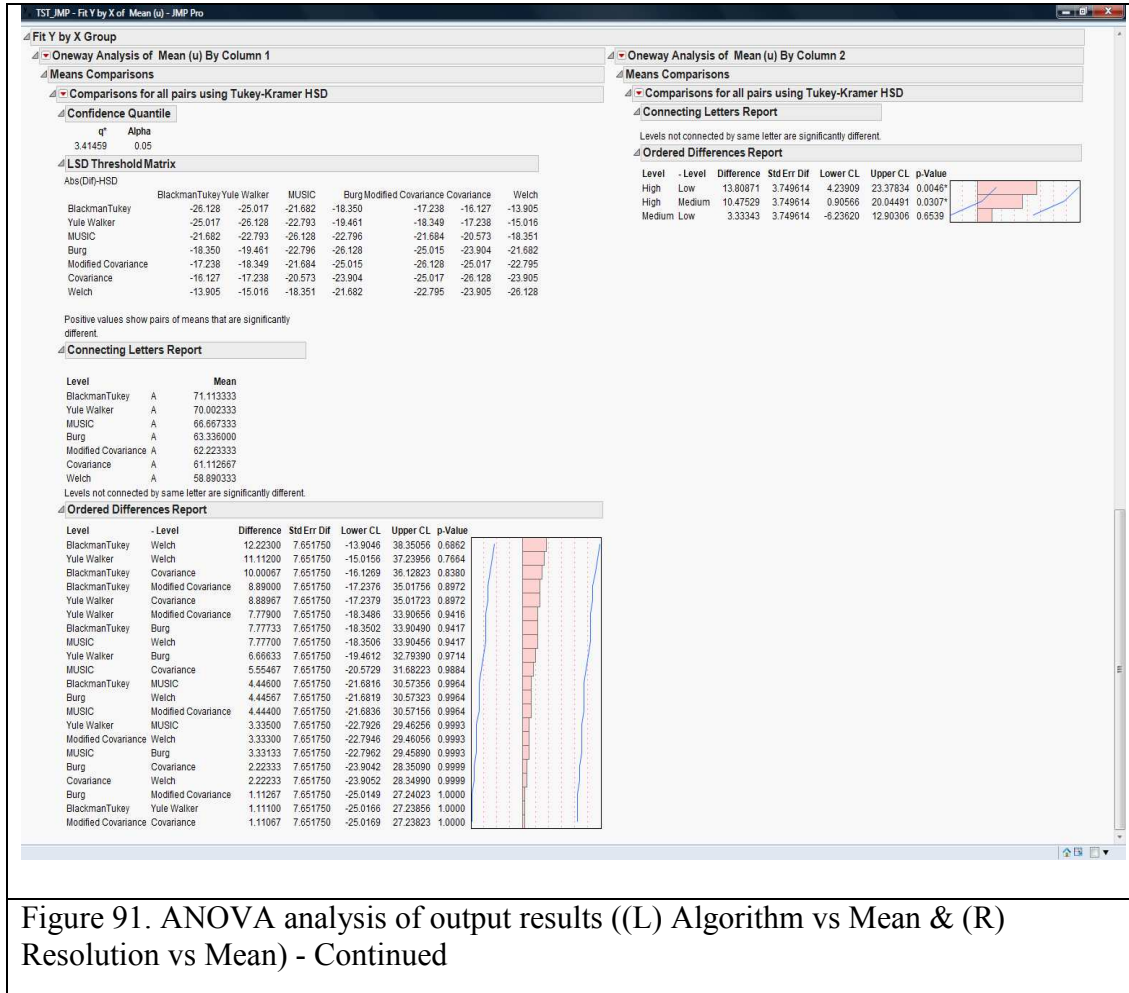 TST_JMP - Fit Y by X of Mean (u) - JMP Pro
Fit Y by X Group
Oneway Analysis of Mean (u) By Column 1
Means Comparisons
Comparisons for all pairs using Tukey-Kramer HSD
Confidence Quantile
q* Alpha
3.41459 0.05
LSD Threshold Matrix
Abs(Dif)-HSD
BlackmanTukey Yule Walker MUSIC Burg Modified Covariance Covariance Welch
BlackmanTukey -26.128 -25.017 -21.682 -18.350 -17.238 -16.127 -13.905
Yule Walker -25.017 -26.128 -22.793 -19.461 -18.349 -17.238 -15.016
MUSIC -21.682 -22.793 -26.128 -22.796 -21.684 -20.573 -18.351
Burg -18.350 -19.461 -22.796 -26.128 -25.015 -23.904 -21.682
Modified Covariance -17.238 -18.349 -21.684 -25.015 -26.128 -25.017 -22.795
Covariance -16.127 -17.238 -20.573 -23.904 -25.017 -26.128 -23.905
Welch -13.905 -15.016 -18.351 -21.682 -22.795 -23.905 -26.128
Positive values show pairs of means that are significantly
different.
Connecting Letters Report
Level Mean
BlackmanTukey A 71.113333
Yule Walker A 70.002333
MUSIC A 66.667333
Burg A 63.336000
Modified Covariance A 62.223333
Covariance A 61.112667
Welch A 58.890333
Levels not connected by same letter are significantly different.
Ordered Differences Report
Level - Level Difference Std Err Dif Lower CL Upper CL p-Value
BlackmanTukey Welch 12.22300 7.651750 -13.9046 38.35056 0.6862
Yule Walker Welch 11.11200 7.651750 -15.0156 37.23956 0.7664
BlackmanTukey Covariance 10.00067 7.651750 -16.1269 36.12823 0.8380
BlackmanTukey Modified Covariance 8.89000 7.651750 -17.2376 35.01756 0.8972
Yule Walker Covariance 8.88967 7.651750 -17.2379 35.01723 0.8972
Yule Walker Modified Covariance 7.77900 7.651750 -18.3486 33.90656 0.9416
BlackmanTukey Burg 7.77733 7.651750 -18.3502 33.90490 0.9417
MUSIC Welch 7.77700 7.651750 -18.3506 33.90456 0.9417
Yule Walker Burg 6.66633 7.651750 -19.4612 32.79390 0.9714
MUSIC Covariance 5.55467 7.651750 -20.5729 31.68223 0.9884
BlackmanTukey MUSIC 4.44600 7.651750 -21.6816 30.57356 0.9964
Burg Welch 4.44567 7.651750 -21.6819 30.57323 0.9964
MUSIC Modified Covariance 4.44400 7.651750 -21.6836 30.57156 0.9964
Yule Walker MUSIC 3.33500 7.651750 -22.7926 29.46256 0.9993
Modified Covariance Welch 3.33300 7.651750 -22.7946 29.46056 0.9993
MUSIC Burg 3.33133 7.651750 -22.7962 29.45890 0.9993
Burg Covariance 2.22333 7.651750 -23.9042 28.35090 0.9999
Covariance Welch 2.22233 7.651750 -23.9052 28.34990 0.9999
Burg Modified Covariance 1.11267 7.651750 -25.0149 27.24023 1.0000
BlackmanTukey Yule Walker 1.11100 7.651750 -25.0166 27.23856 1.0000
Modified Covariance Covariance 1.11067 7.651750 -25.0169 27.23823 1.0000
Oneway Analysis of Mean (u) By Column 2
Means Comparisons
Comparisons for all pairs using Tukey-Kramer HSD
Connecting Letters Report
Levels not connected by same letter are significantly different.
Ordered Differences Report
Level - Level Difference Std Err Dif Lower CL Upper CL p-Value
High Low 13.80871 3.749614 4.23909 23.37834 0.0046*
High Medium 10.47529 3.749614 0.90566 20.04491 0.0307*
Medium Low 3.33343 3.749614 -6.23620 12.90306 0.6539
Figure 91. ANOVA analysis of output results ((L) Algorithm vs Mean & (R)
Resolution vs Mean) - Continued